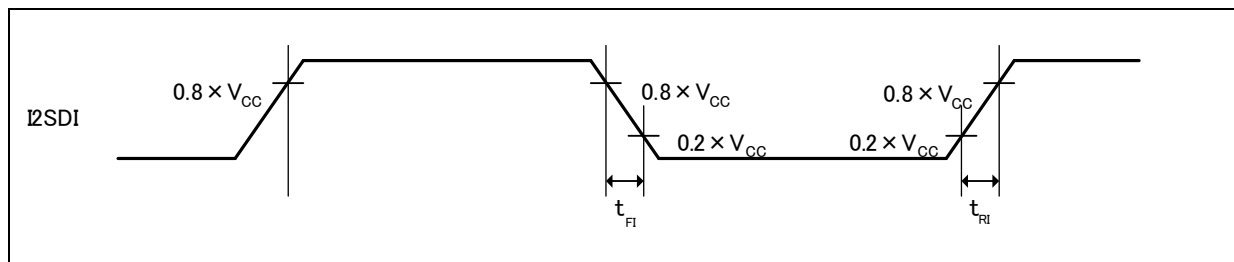 I2SDI
0.8 × VCC
0.8 × VCC
0.2 × VCC
0.8 × VCC
0.2 × VCC
tFI
tRI